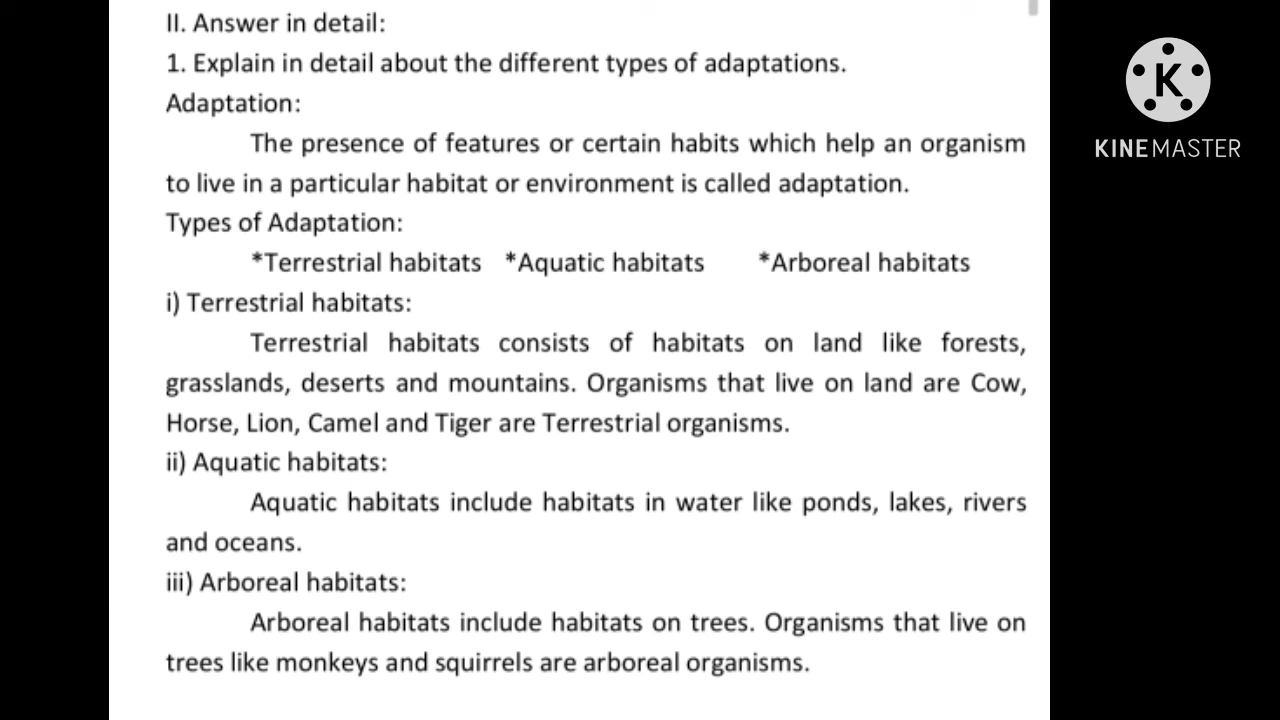 II. Answer in detail:
1. Explain in detail about the different types of adaptations.
Adaptation:
The presence of features or certain habits which help an organism
to live in a particular habitat or environment is called adaptation.
Types of Adaptation:
*Terrestrial habitats *Aquatic habitats *Arboreal habitats
i) Terrestrial habitats:
Terrestrial habitats consists of habitats on land like forests,
grasslands, deserts and mountains. Organisms that live on land are Cow,
Horse, Lion, Camel and Tiger are Terrestrial organisms.
ii) Aquatic habitats:
Aquatic habitats include habitats in water like ponds, lakes, rivers
and oceans.
iii) Arboreal habitats:
Arboreal habitats include habitats on trees. Organisms that live on
trees like monkeys and squirrels are arboreal organisms.
K
KINEMASTER